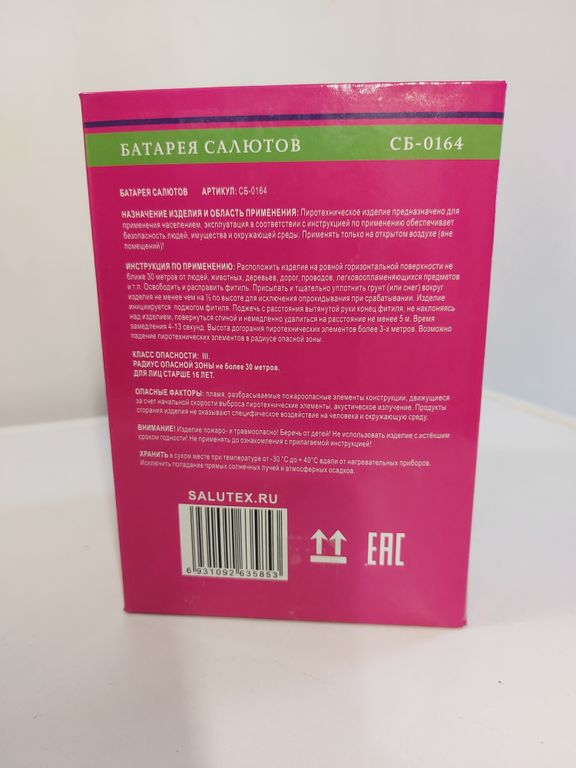 БАТАРЕЯ САЛЮТОВ СБ-0164
БАТАРЕЯ САЛЮТОВ АРТИКУЛ: СБ-0164
НАЗНАЧЕНИЕ ИЗДЕЛИЯ И ОБЛАСТЬ ПРИМЕНЕНИЯ: Пиротехническое изделие предназначено для
применения населением, эксплуатация в соответствии с инструкцией по применению обеспечивает
безопасность людей, имущества и окружающей среды. Применять только на открытом воздухе (вне
помещений)!
ИНСТРУКЦИЯ ПО ПРИМЕНЕНИЮ: Расположить изделие на ровной горизонтальной поверхности не
ближе 30 метров от людей, животных, деревьев, дорог, проводов, легковоспламеняющихся предметов
и т.п. Освободить и расправить фитиль. Присыпать и тщательно уплотнить грунт (или снег) вокруг
изделия не менее чем на ½ по высоте для исключения опрокидывания при срабатывании. Изделие
инициируется поджогом фитиля. Поджечь с расстояния вытянутой руки конец фитиля, не наклоняясь
над изделием, повернуться спиной и немедленно удалиться на расстояние не менее 5 м. Время
замедления 4-13 секунд. Высота догорания пиротехнических элементов более 3-х метров. Возможно
падение пиротехнических элементов в радиусе опасной зоны.
КЛАСС ОПАСНОСТИ: III.
РАДИУС ОПАСНОЙ ЗОНЫ не более 30 метров.
ДЛЯ ЛИЦ СТАРШЕ 16 ЛЕТ.
ОПАСНЫЕ ФАКТОРЫ: пламя, разбрасываемые пожароопасные элементы конструкции, движущиеся
за счет начальной скорости выброса пиротехнические элементы, акустическое излучение. Продукты
сгорания изделия не оказывают специфическое воздействие на человека и окружающую среду.
ВНИМАНИЕ! Изделие пожаро- и травмоопасно! Беречь от детей! Не использовать изделие с истёкшим
сроком годности! Не применять до ознакомления с прилагаемой инструкцией!
ХРАНИТЬ в сухом месте при температуре от -30 °С до + 40°С вдали от нагревательных приборов.
Исключить попадание прямых солнечных лучей и атмосферных осадков.
SALUTEX.RU
6 931092 635853
EAC